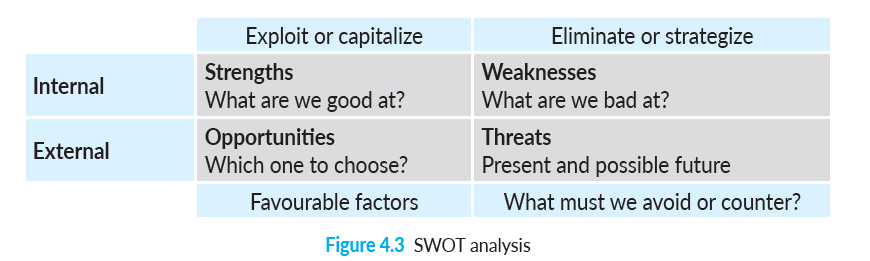 Exploit or capitalize
Eliminate or strategize
Internal
Strengths
What are we good at?
Weaknesses
What are we bad at?
External
Opportunities
Which one to choose?
Threats
Present and possible future
Favourable factors
What must we avoid or counter?
Figure 4.3 SWOT analysis